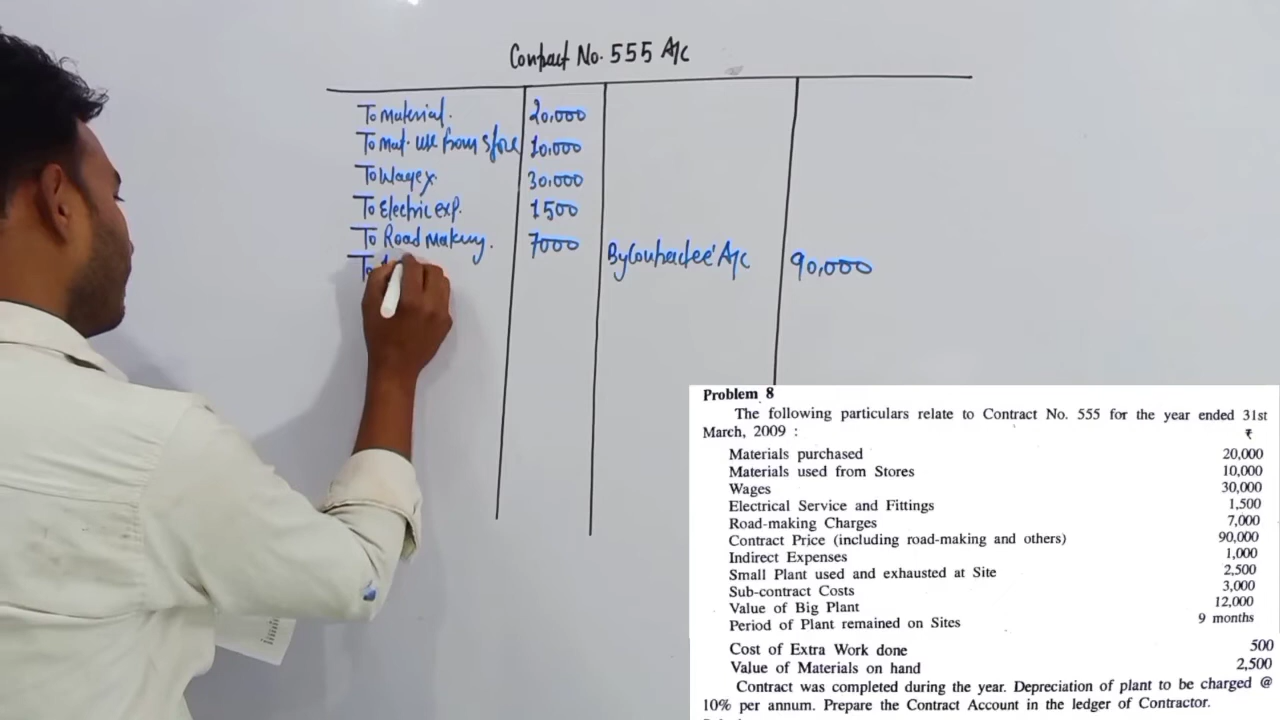 Contract No. 555 A/c
To Material. 20,000
To Mat. use from store 10,000
To Wages. 30,000
To Electric exp. 1500
To Road Making. 7000
By Contractee' A/c 90,000
To
Problem 8
The following particulars relate to Contract No. 555 for the year ended 31st
March, 2009 :
₹
Materials purchased 20,000
Materials used from Stores 10,000
Wages 30,000
Electrical Service and Fittings 1,500
Road-making Charges 7,000
Contract Price (including road-making and others) 90,000
Indirect Expenses 1,000
Small Plant used and exhausted at Site 2,500
Sub-contract Costs 3,000
Value of Big Plant 12,000
Period of Plant remained on Sites 9 months
Cost of Extra Work done 500
Value of Materials on hand 2,500
Contract was completed during the year. Depreciation of plant to be charged @
10% per annum. Prepare the Contract Account in the ledger of Contractor.